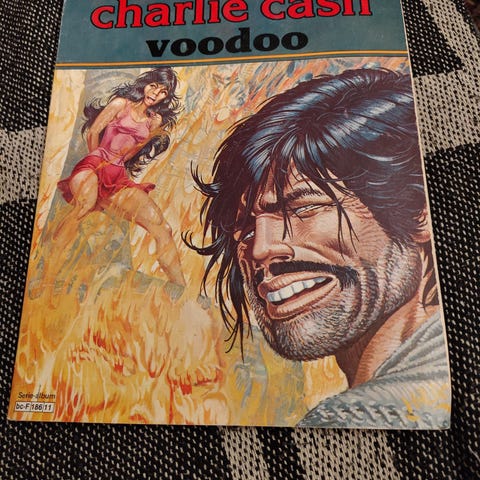 charlie cash
voodoo
Serie-album
bc-F 186 11